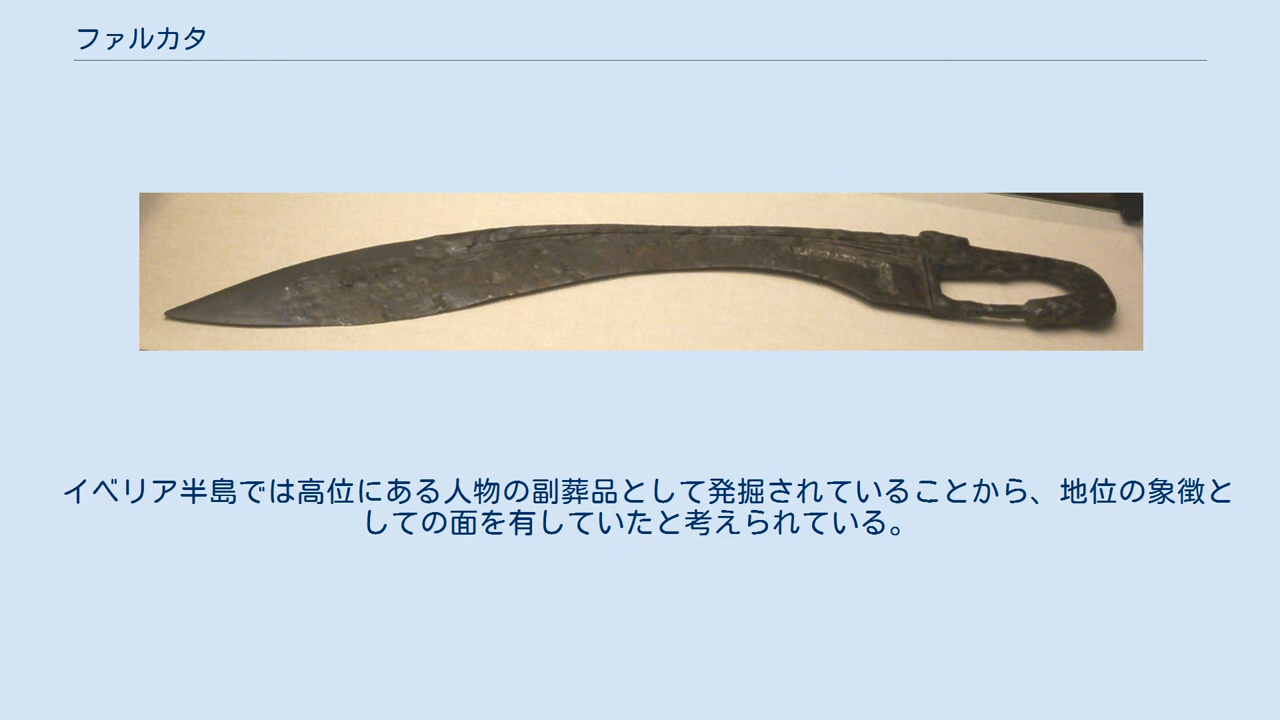 ファルカタ
イベリア半島では高位にある人物の副葬品として発掘されていることから、地位の象徴と
しての面を有していたと考えられている。